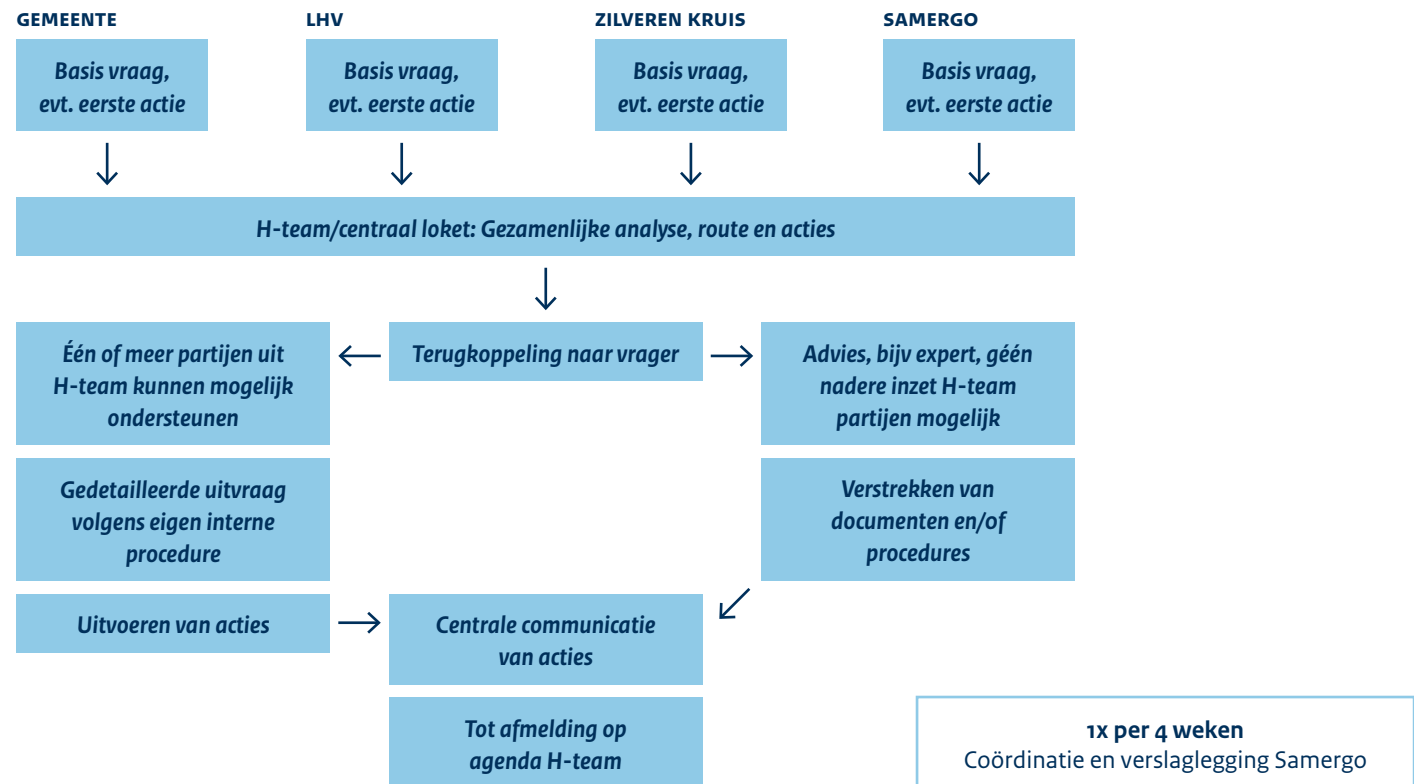 GEMEENTE
LHV
ZILVEREN KRUIS
SAMERGO
Basis vraag,
evt. eerste actie
Basis vraag,
evt. eerste actie
Basis vraag,
evt. eerste actie
Basis vraag,
evt. eerste actie
H-team/centraal loket: Gezamenlijke analyse, route en acties
Één of meer partijen uit
H-team kunnen mogelijk
ondersteunen
Terugkoppeling naar vrager
Advies, bijv expert, géén
nadere inzet H-team
partijen mogelijk
Gedetailleerde uitvraag
volgens eigen interne
procedure
Verstrekken van
documenten en/of
procedures
Uitvoeren van acties
Centrale communicatie
van acties
Tot afmelding op
agenda H-team
1x per 4 weken
Coördinatie en verslaglegging Samergo